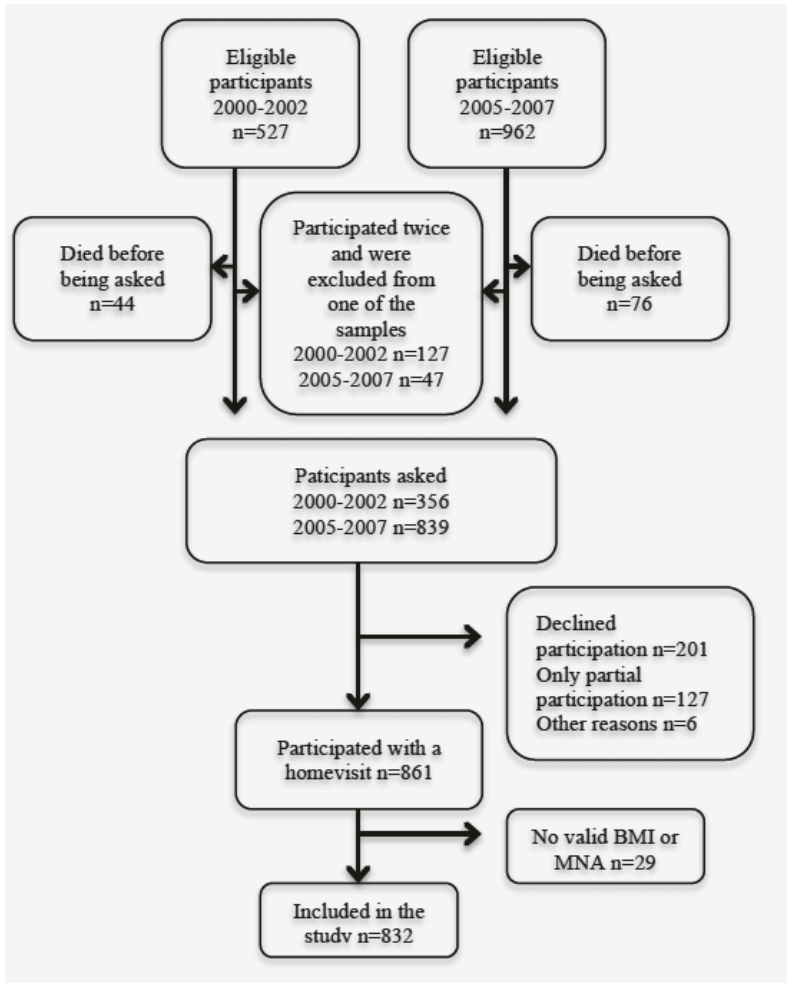 Eligible
participants
2000-2002
n=527
Eligible
participants
2005-2007
n=962
Died before
being asked
n=44
Participated twice
and were
excluded from
one of the
samples
2000-2002 n=127
2005-2007 n=47
Died before
being asked
n=76
Paticipants asked
2000-2002 n=356
2005-2007 n=839
Declined
participation n=201
Only partial
participation n=127
Other reasons n=6
Participated with a
homevisit n=861
No valid BMI or
MNA n=29
Included in the
study n=832